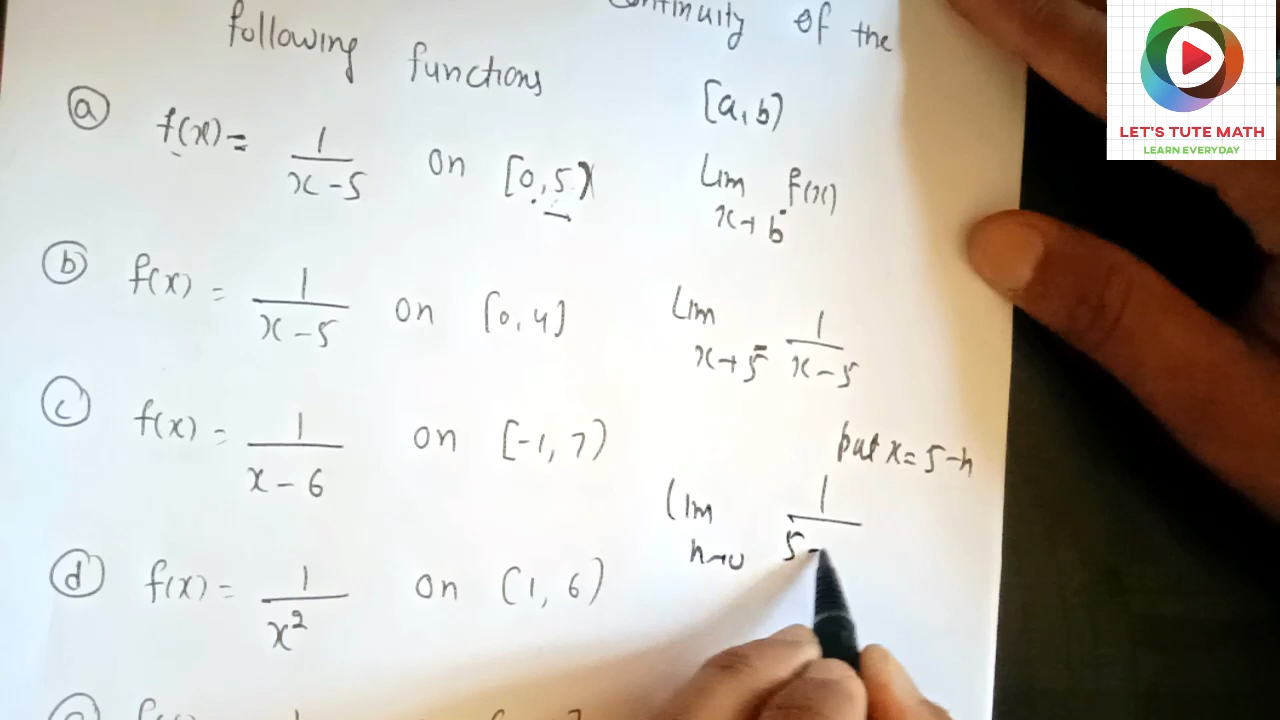 Continuity of the
following functions
(a) f(x) = 1/(x-5) on [0, 5)
(b) f(x) = 1/(x-5) on [0, 4]
(c) f(x) = 1/(x-6) on [-1, 7)
(d) f(x) = 1/x² on (1, 6)
[a, b)
Lim x→b⁻ f(x)
Lim x→5⁻ 1/(x-5)
put x = 5-h
Lim h→0 1/5-
LET'S TUTE MATH
LEARN EVERYDAY